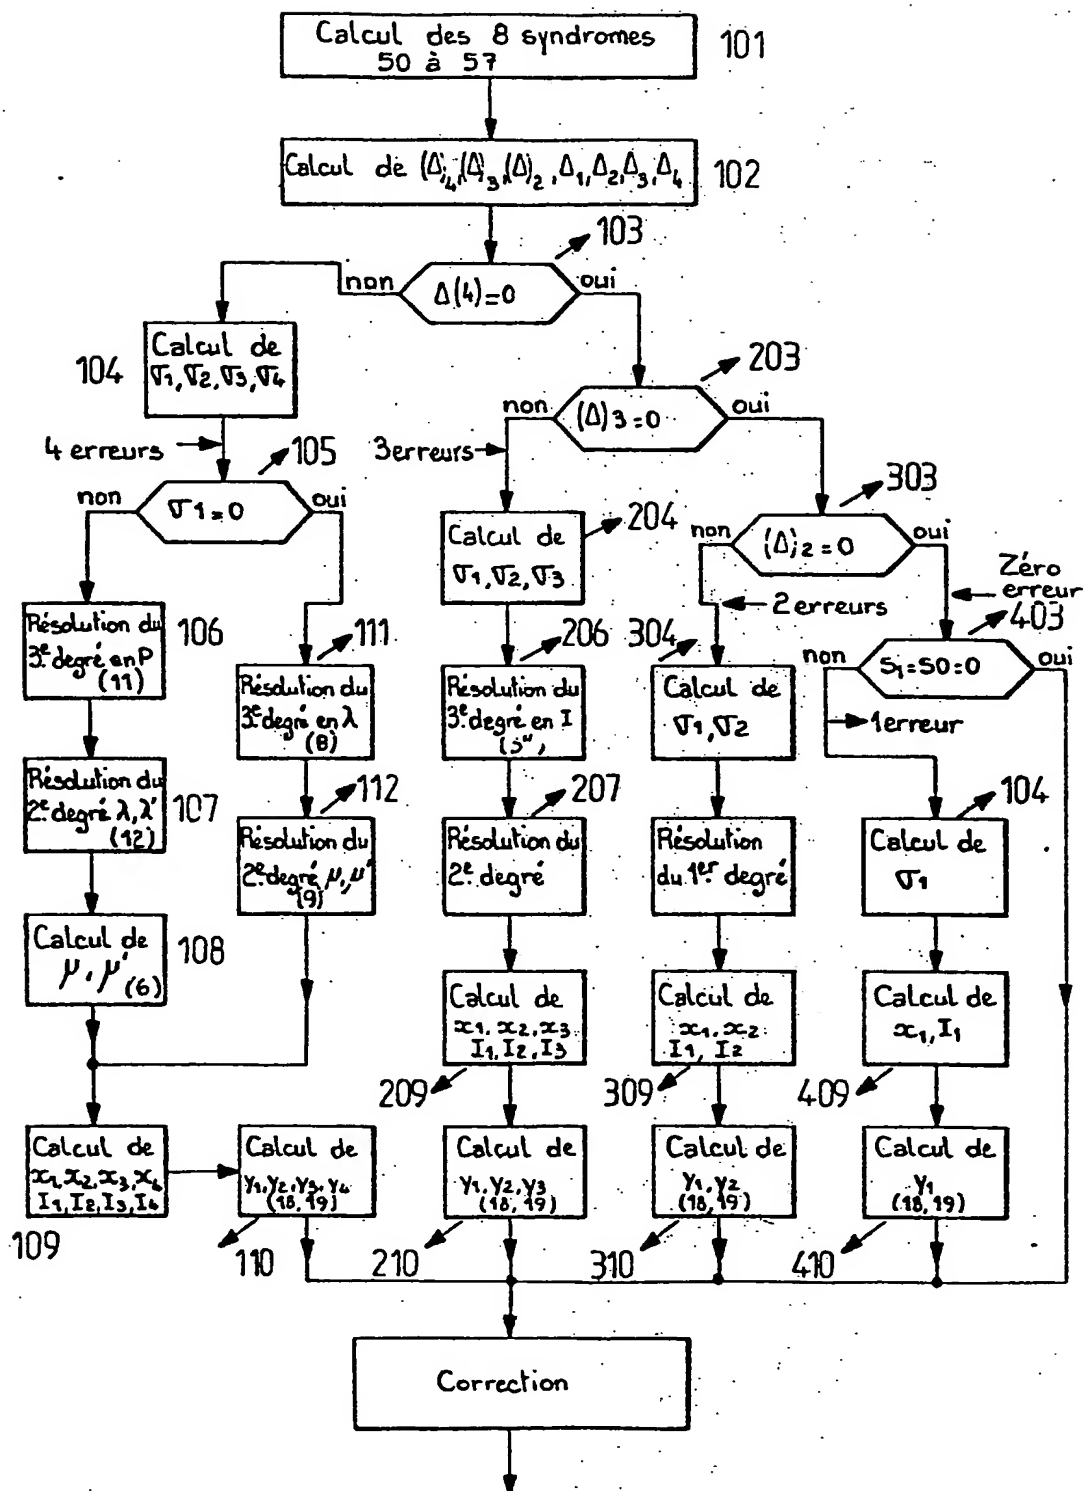 Calcul des 8 syndromes
50 à 57
101
Calcul de (Δ)4,(Δ)3,(Δ)2,Δ1,Δ2,Δ3,Δ4
102
103
non
Δ(4)=0
oui
104
Calcul de
σ1,σ2,σ3,σ4
203
non
(Δ)3=0
oui
4 erreurs
105
3erreurs
303
non
σ1=0
oui
204
Calcul de
σ1,σ2,σ3
non
(Δ)2=0
oui
Zéro
erreur
2 erreurs
403
Résolution du
3e degré en P
(11)
106
111
Résolution du
3e degré en λ
(8)
206
Résolution du
3e degré en I
304
Calcul de
σ1,σ2
non
S1=S0=0
oui
1erreur
Résolution du
2e degré λ,λ'
(12)
107
112
Résolution du
2e degré μ,μ'
(9)
207
Résolution du
2e degré
Résolution
du 1er degré
104
Calcul de
σ1
Calcul de
μ, μ'
(6)
108
Calcul de
x1, x2, x3
I1, I2, I3
209
Calcul de
x1, x2
I1, I2
309
Calcul de
x1, I1
409
Calcul de
x1, x2, x3, x4
I1, I2, I3, I4
109
Calcul de
y1, y2, y3, y4
(18, 19)
110
Calcul de
y1, y2, y3
(18, 19)
210
Calcul de
y1, y2
(18, 19)
310
Calcul de
y1
(18, 19)
410
Correction